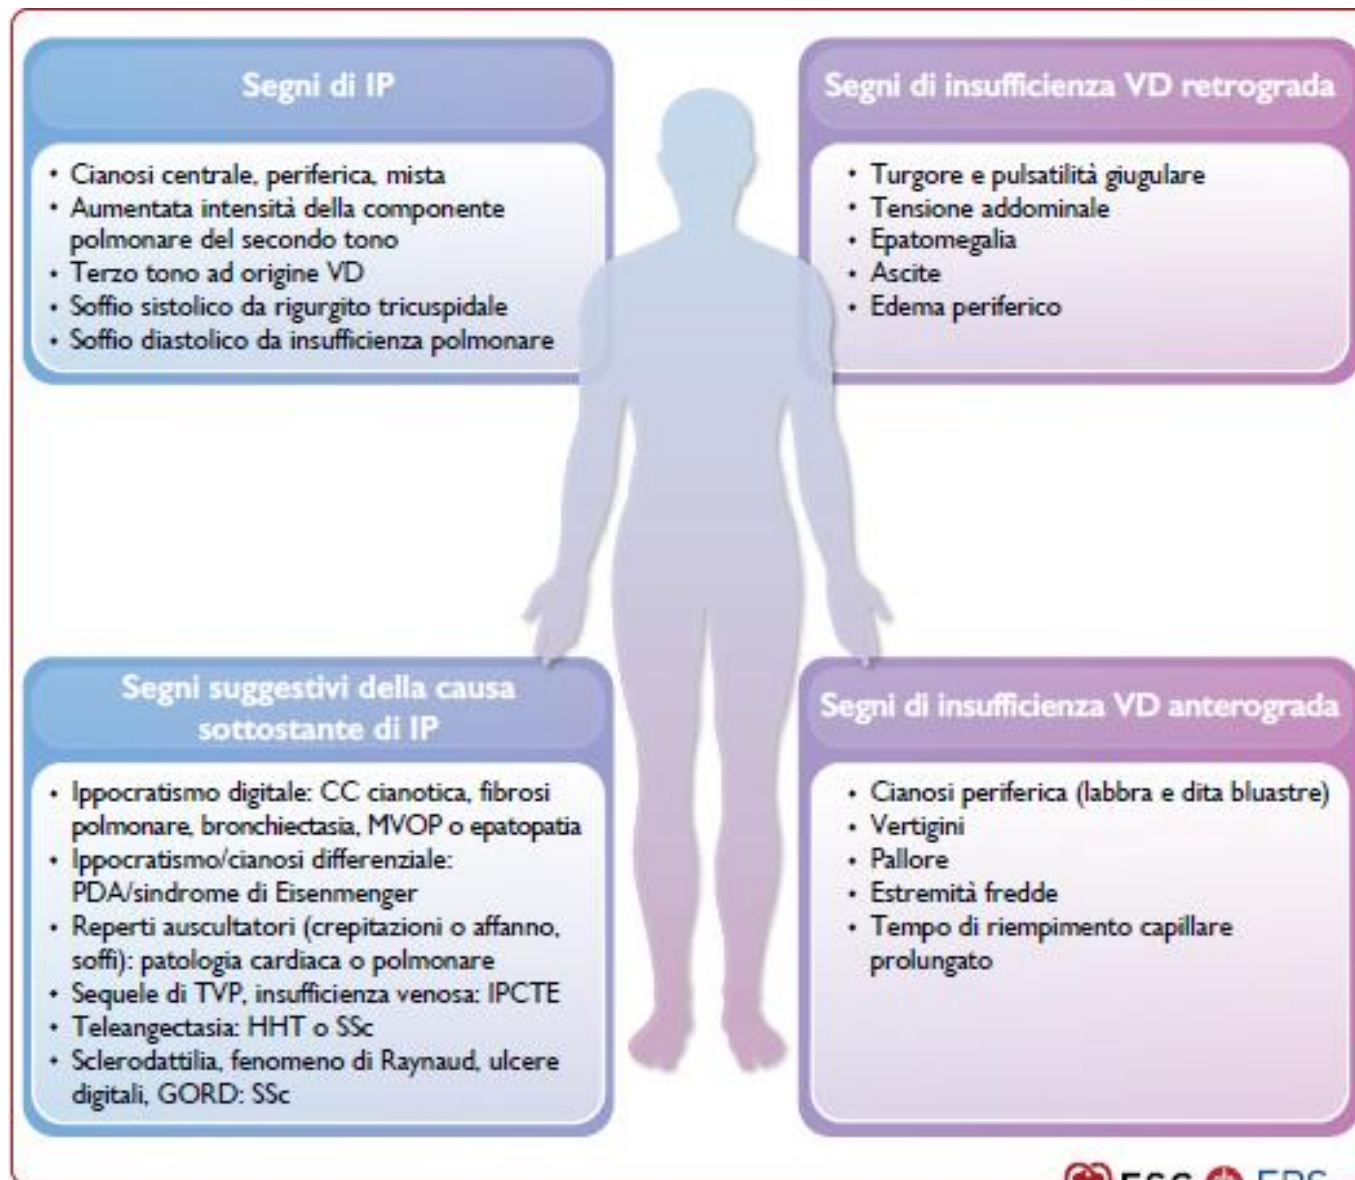 Segni di IP
• Cianosi centrale, periferica, mista
• Aumentata intensità della componente
polmonare del secondo tono
• Terzo tono ad origine VD
• Soffio sistolico da rigurgito tricuspidale
• Soffio diastolico da insufficienza polmonare
Segni di insufficienza VD retrograda
• Turgore e pulsatilità giugulare
• Tensione addominale
• Epatomegalia
• Ascite
• Edema periferico
Segni suggestivi della causa
sottostante di IP
• Ippocratismo digitale: CC cianotica, fibrosi
polmonare, bronchiectasia, MVOP o epatopatia
• Ippocratismo/cianosi differenziale:
PDA/sindrome di Eisenmenger
• Reperti auscultatori (crepitazioni o affanno,
soffi): patologia cardiaca o polmonare
• Sequele di TVP, insufficienza venosa: IPCTE
• Teleangectasia: HHT o SSc
• Sclerodattilia, fenomeno di Raynaud, ulcere
digitali, GORD: SSc
Segni di insufficienza VD anterograda
• Cianosi periferica (labbra e dita bluastre)
• Vertigini
• Pallore
• Estremità fredde
• Tempo di riempimento capillare
prolungato
ESC ERS